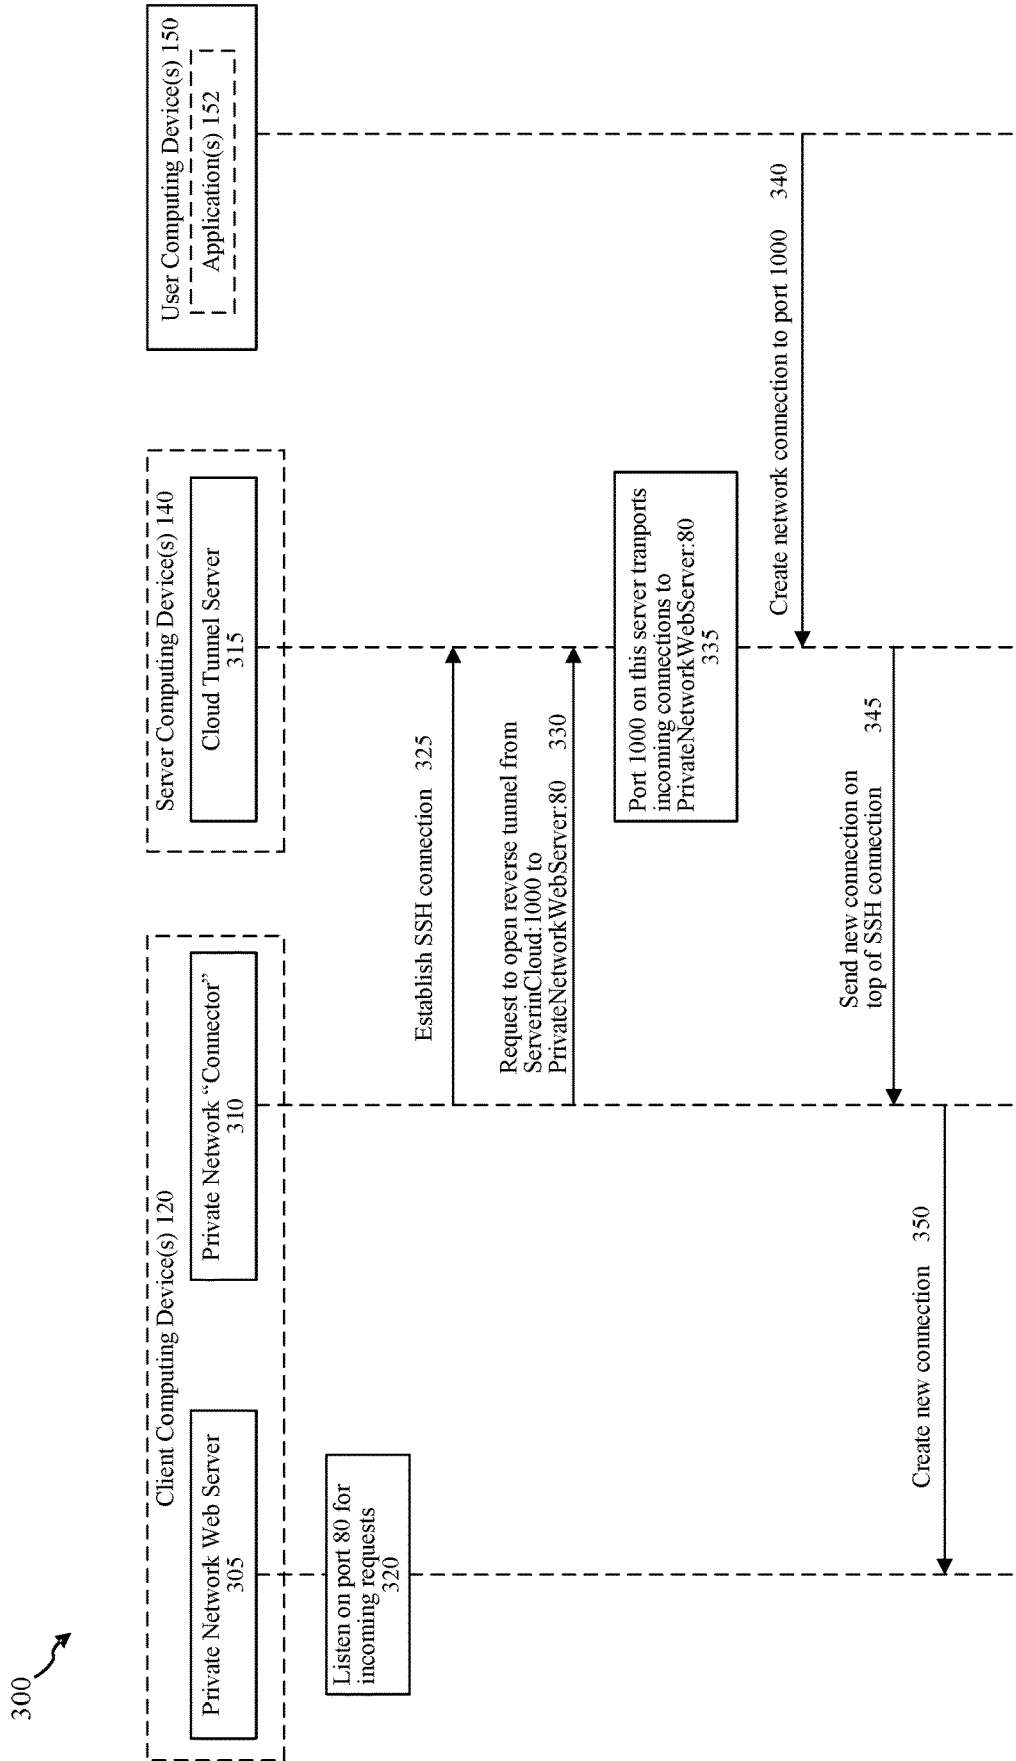 300
Client Computing Device(s) 120
Private Network Web Server
305
Private Network “Connector”
310
Server Computing Device(s) 140
Cloud Tunnel Server
315
User Computing Device(s) 150
Application(s) 152
Listen on port 80 for
incoming requests
320
Establish SSH connection 325
Request to open reverse tunnel from
ServerinCloud:1000 to
PrivateNetworkWebServer:80 330
Port 1000 on this server tranports
incoming connections to
PrivateNetworkWebServer:80
335
Create network connection to port 1000 340
Send new connection on
top of SSH connection 345
Create new connection 350